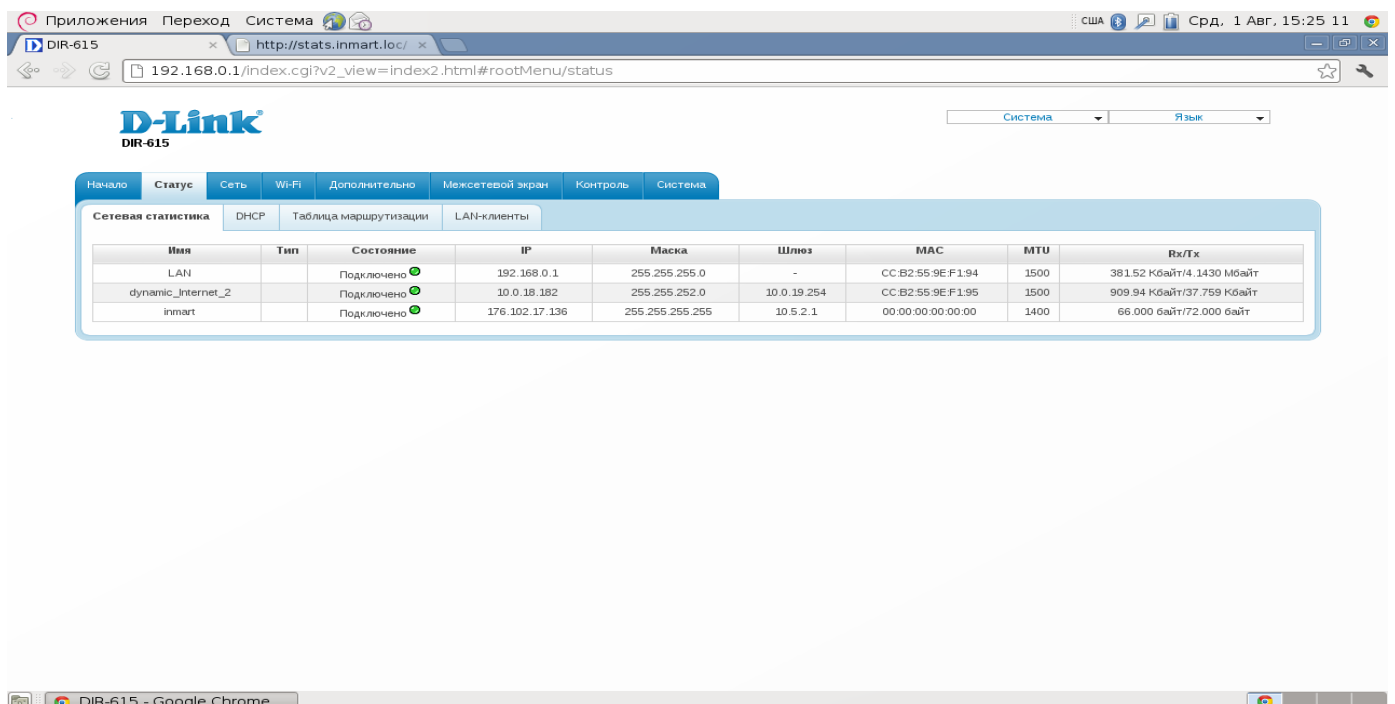 Приложения Переход Система сша Срд, 1 Авг, 15:25 11
DIR-615 http://stats.inmart.loc/
192.168.0.1/index.cgi?v2_view=index2.html#rootMenu/status
D-Link
DIR-615
Система Язык
Начало Статус Сеть Wi-Fi Дополнительно Межсетевой экран Контроль Система
Сетевая статистика DHCP Таблица маршрутизации LAN-клиенты
Имя Тип Состояние IP Маска Шлюз MAC MTU Rx/Tx
LAN Подключено 192.168.0.1 255.255.255.0 - CC:B2:55:9E:F1:94 1500 381.52 Кбайт/4.1430 Мбайт
dynamic_Internet_2 Подключено 10.0.18.182 255.255.252.0 10.0.19.254 CC:B2:55:9E:F1:95 1500 909.94 Кбайт/37.759 Кбайт
inmart Подключено 176.102.17.136 255.255.255.255 10.5.2.1 00:00:00:00:00:00 1400 66.000 байт/72.000 байт
DIR-615 - Google Chrome